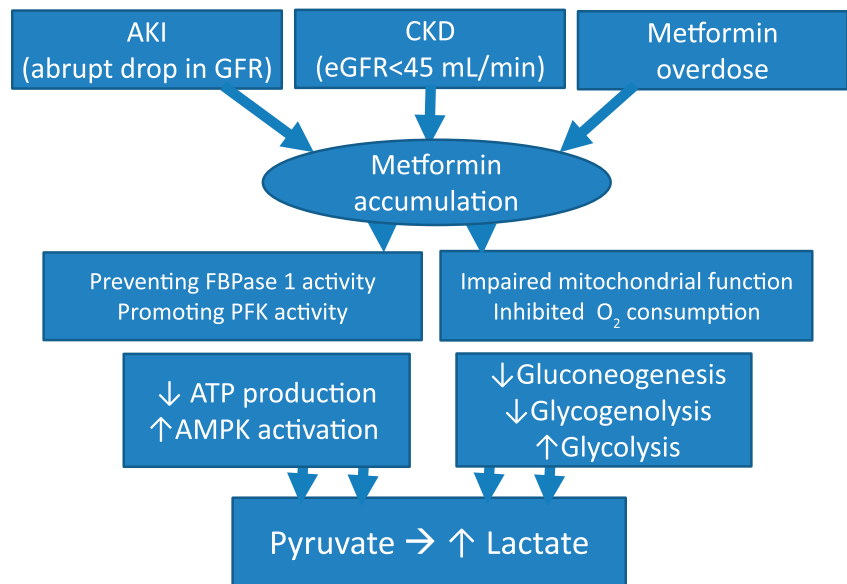 AKI
(abrupt drop in GFR)
CKD
(eGFR<45 mL/min)
Metformin
overdose
Metformin
accumulation
Preventing FBPase 1 activity
Promoting PFK activity
Impaired mitochondrial function
Inhibited O₂ consumption
↓ ATP production
↑AMPK activation
↓Gluconeogenesis
↓Glycogenolysis
↑Glycolysis
Pyruvate → ↑ Lactate